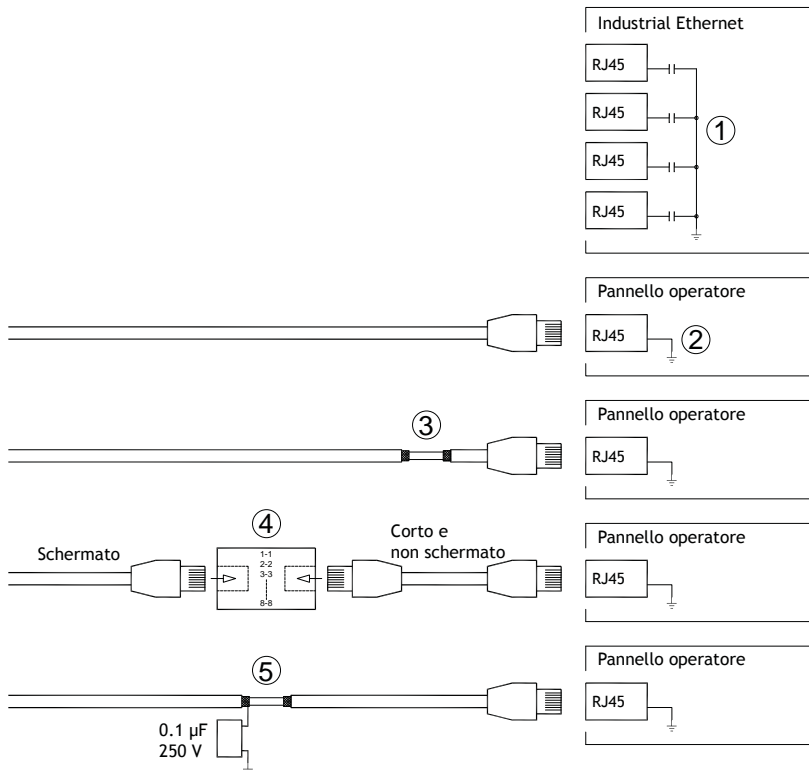 Industrial Ethernet
RJ45
RJ45
1
RJ45
RJ45
Pannello operatore
RJ45
2
Pannello operatore
3
RJ45
Pannello operatore
4
Schermato
1-1
2-2
3-3
8-8
Corto e
non schermato
RJ45
Pannello operatore
5
RJ45
0.1 µF
250 V